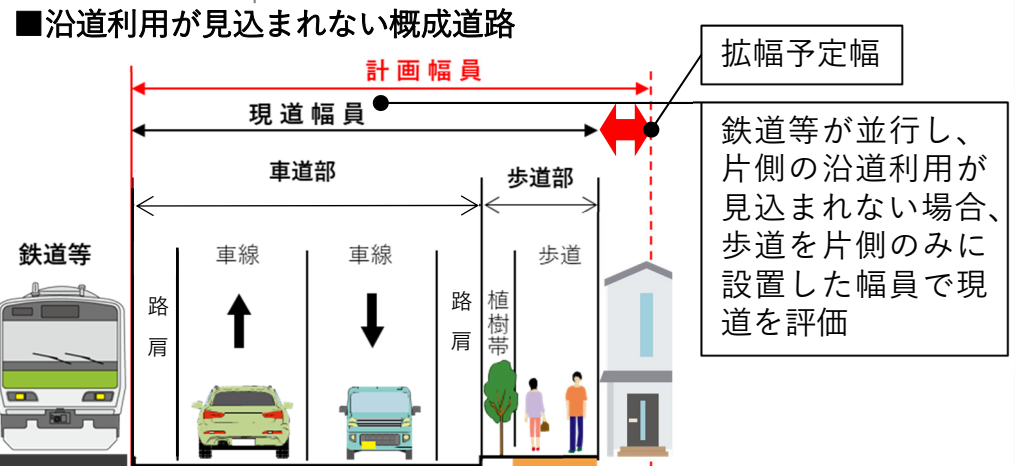 ■沿道利用が見込まれない概成道路
計画幅員
拡幅予定幅
現道幅員
鉄道等が並行し、
片側の沿道利用が
見込まれない場合、
歩道を片側のみに
設置した幅員で現
道を評価
車道部
歩道部
鉄道等
車線
車線
歩道
路肩
路肩
植樹帯